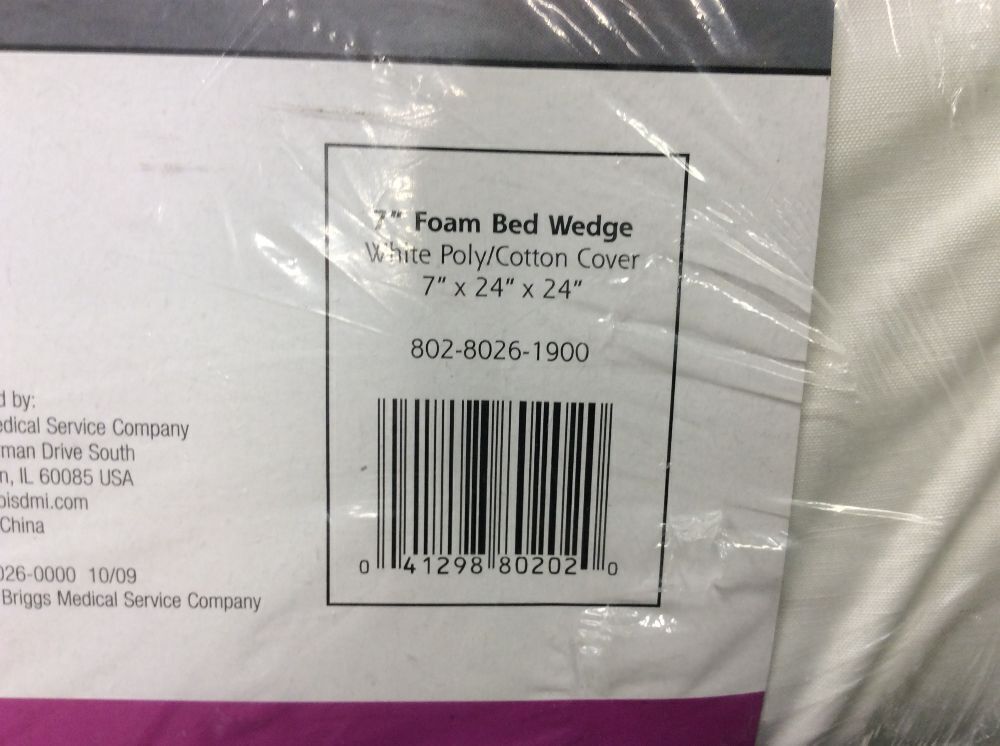 7" Foam Bed Wedge
White Poly/Cotton Cover
7" x 24" x 24"
802-8026-1900
0 41298 80202 0
d by:
edical Service Company
man Drive South
n, IL 60085 USA
bisdmi.com
China
026-0000 10/09
Briggs Medical Service Company